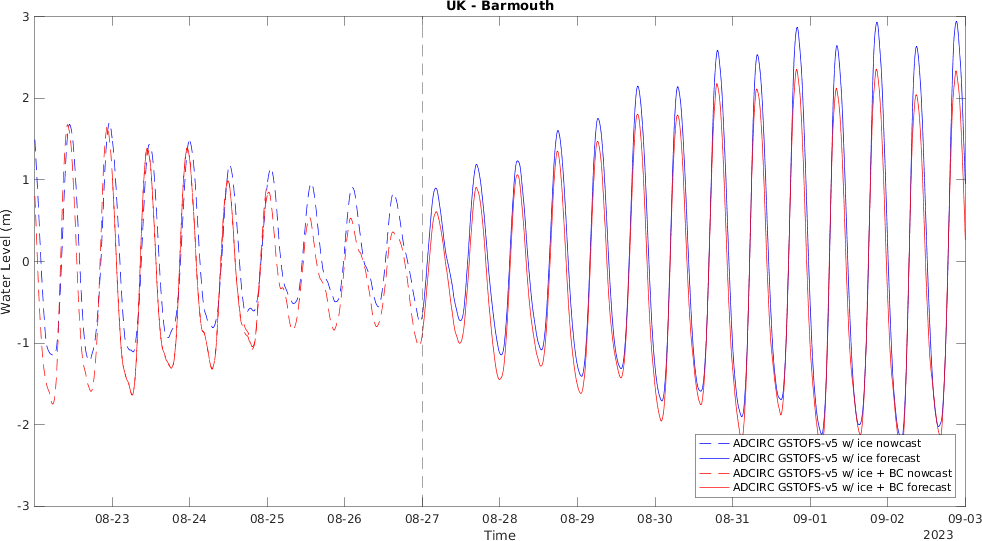 UK - Barmouth
3
2
1
0
-1
-2
-3
Water Level (m)
ADCIRC GSTOFS-v5 w/ ice nowcast
ADCIRC GSTOFS-v5 w/ ice forecast
ADCIRC GSTOFS-v5 w/ ice + BC nowcast
ADCIRC GSTOFS-v5 w/ ice + BC forecast
08-23 08-24 08-25 08-26 08-27 08-28 08-29 08-30 08-31 09-01 09-02 09-03
Time
2023